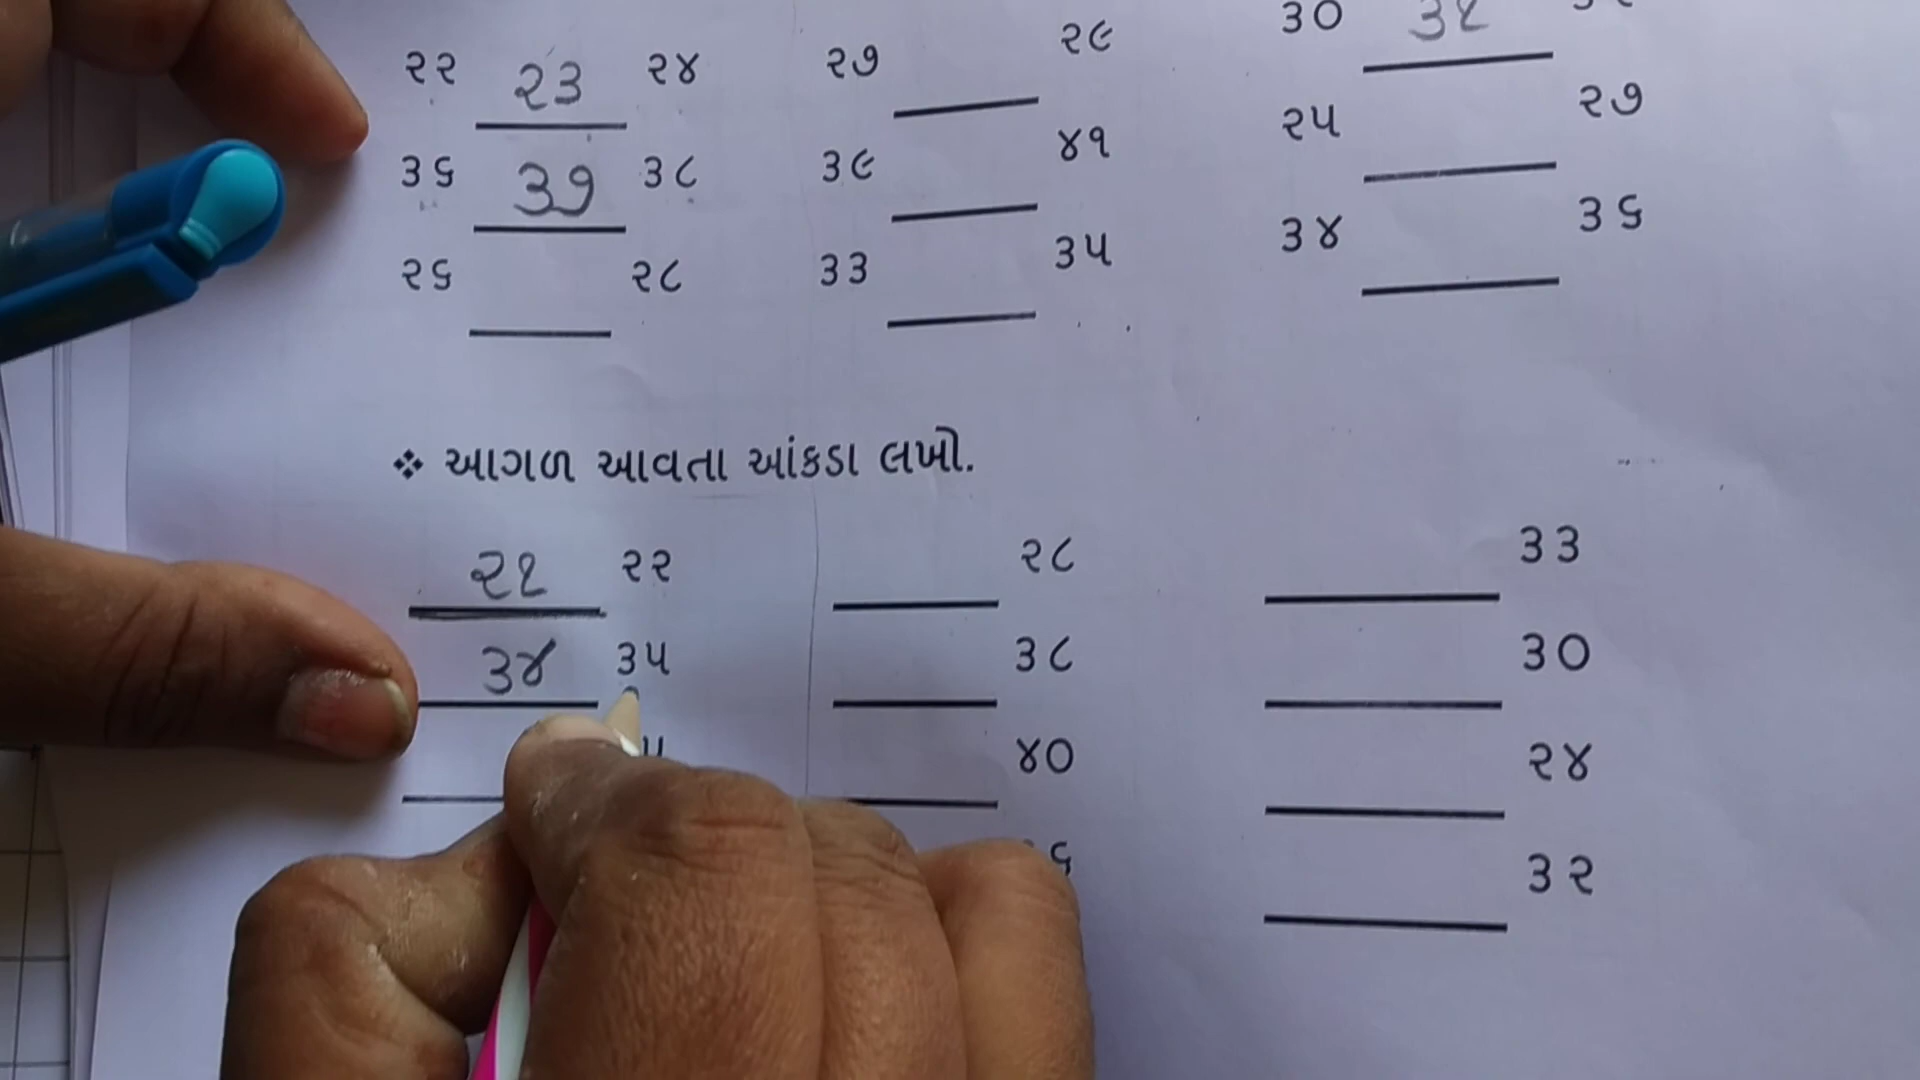 ૨૨ ૨૩ ૨૪ ૨૭ ૨૯ ૩૦ ૩૧
૩૬ ૩૭ ૩૮ ૩૯ ૪૧ ૨૫ ૨૭
૨૬ ૨૮ ૩૩ ૩૫ ૩૪ ૩૬
❖ આગળ આવતા આંકડા લખો.
૨૧ ૨૨ ૨૮ ૩૩
૩૪ ૩૫ ૩૮ ૩૦
૪૦ ૨૪
૩૨